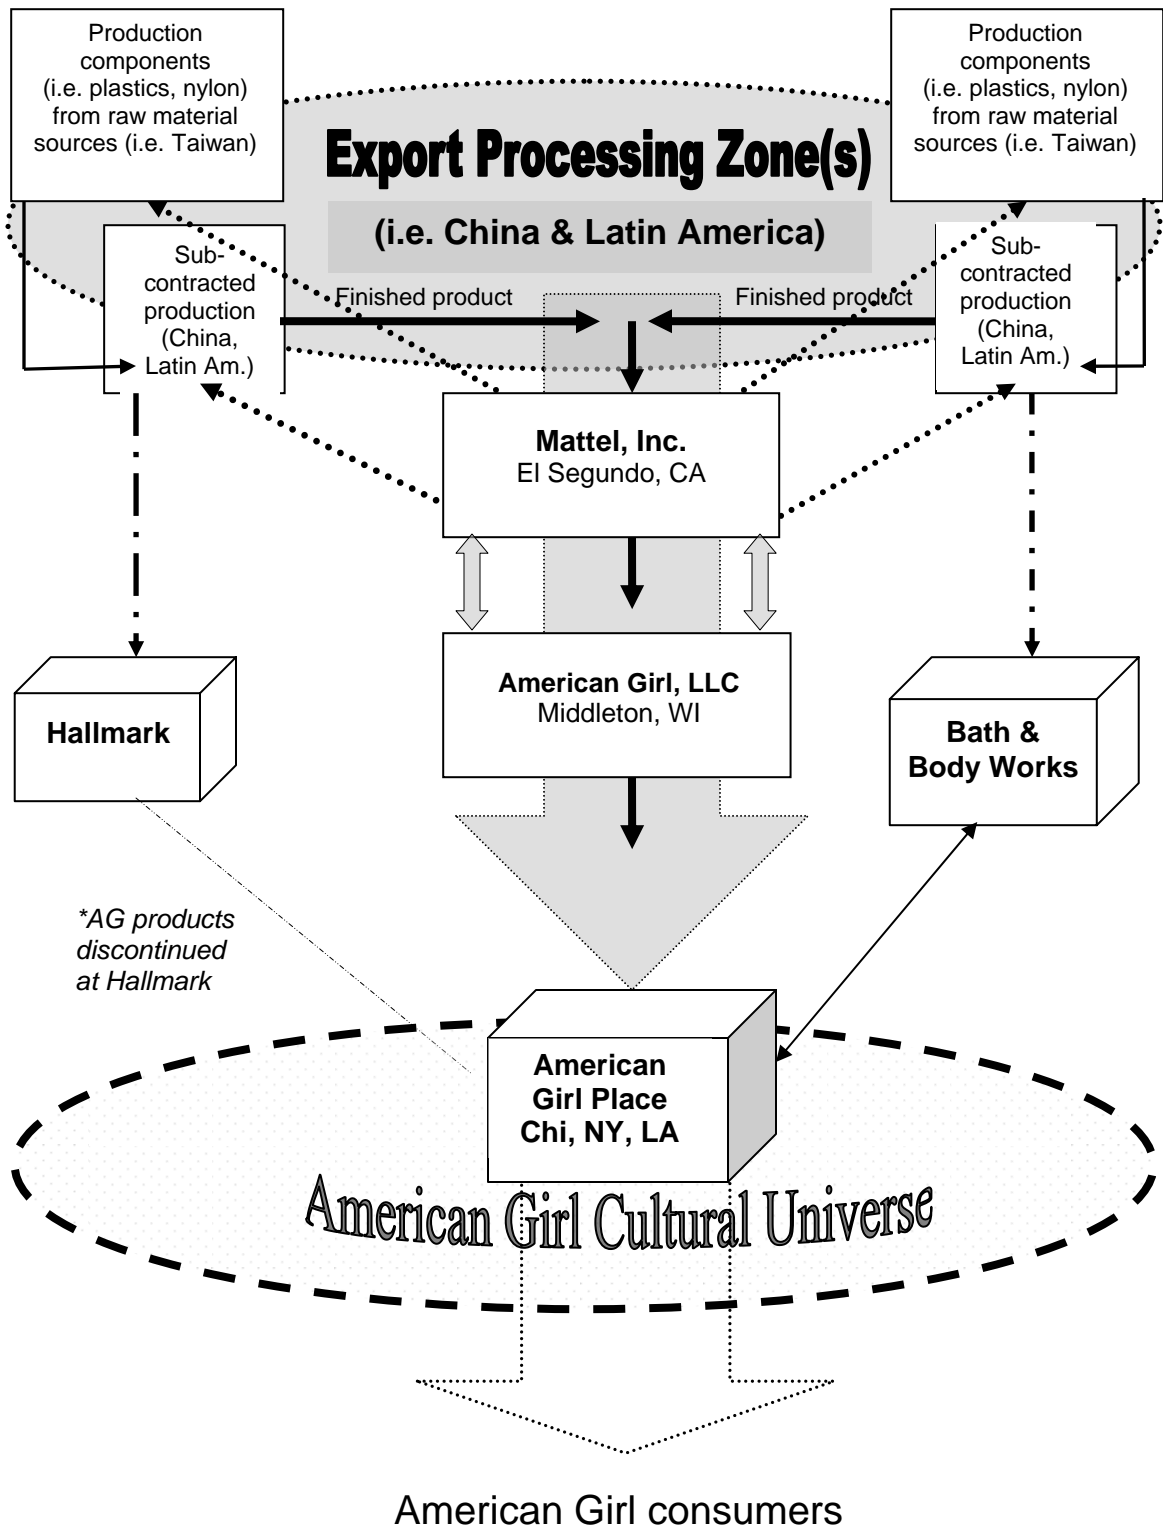 Production
components
(i.e. plastics, nylon)
from raw material
sources (i.e. Taiwan)
Production
components
(i.e. plastics, nylon)
from raw material
sources (i.e. Taiwan)
Export Processing Zone(s)
(i.e. China & Latin America)
Sub-
contracted
production
(China,
Latin Am.)
Finished product
Finished product
Sub-
contracted
production
(China,
Latin Am.)
Mattel, Inc.
El Segundo, CA
American Girl, LLC
Middleton, WI
Hallmark
Bath &
Body Works
*AG products
discontinued
at Hallmark
American
Girl Place
Chi, NY, LA
American Girl Cultural Universe
American Girl consumers